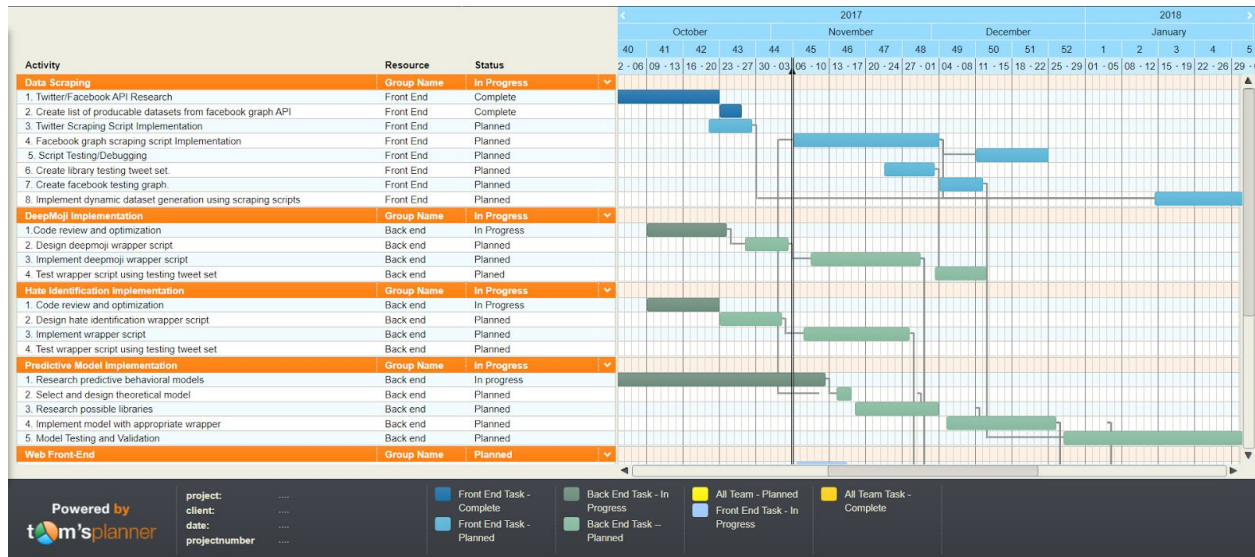 2017 2018
October November December January
40 41 42 43 44 45 46 47 48 49 50 51 52 1 2 3 4 5
Activity Resource Status 2 - 06 09 - 13 16 - 20 23 - 27 30 - 03 06 - 10 13 - 17 20 - 24 27 - 01 04 - 08 11 - 15 18 - 22 25 - 29 01 - 05 08 - 12 15 - 19 22 - 26 29 -
Data Scraping Group Name In Progress
1. Twitter/Facebook API Research Front End Complete
2. Create list of producable datasets from facebook graph API Front End Complete
3. Twitter Scraping Script Implementation Front End Planned
4. Facebook graph scraping script Implementation Front End Planned
5. Script Testing/Debugging Front End Planned
6. Create library testing tweet set. Front End Planned
7. Create facebook testing graph. Front End Planned
8. Implement dynamic dataset generation using scraping scripts Front End Planned
DeepMoji Implementation Group Name In Progress
1.Code review and optimization Back end In Progress
2. Design deepmoji wrapper script Back end Planned
3. Implement deepmoji wrapper script Back end Planned
4. Test wrapper script using testing tweet set Back end Planed
Hate Identification Implementation Group Name In Progress
1. Code review and optimization Back end In Progress
2. Design hate identification wrapper script Back end Planned
3. Implement wrapper script Back end Planned
4. Test wrapper script using testing tweet set Back end Planned
Predictive Model Implementation Group Name In Progress
1. Research predictive behavioral models Back end In progress
2. Select and design theoretical model Back end Planned
3. Research possible libraries Back end Planned
4. Implement model with appropriate wrapper Back end Planned
5. Model Testing and Validation Back end Planned
Web Front-End Group Name Planned
Powered by
tom'splanner
project: ....
client: ....
date: ....
projectnumber ....
Front End Task -
Complete
Front End Task -
Planned
Back End Task - In
Progress
Back End Task --
Planned
All Team - Planned
Front End Task - In
Progress
All Team Task -
Complete